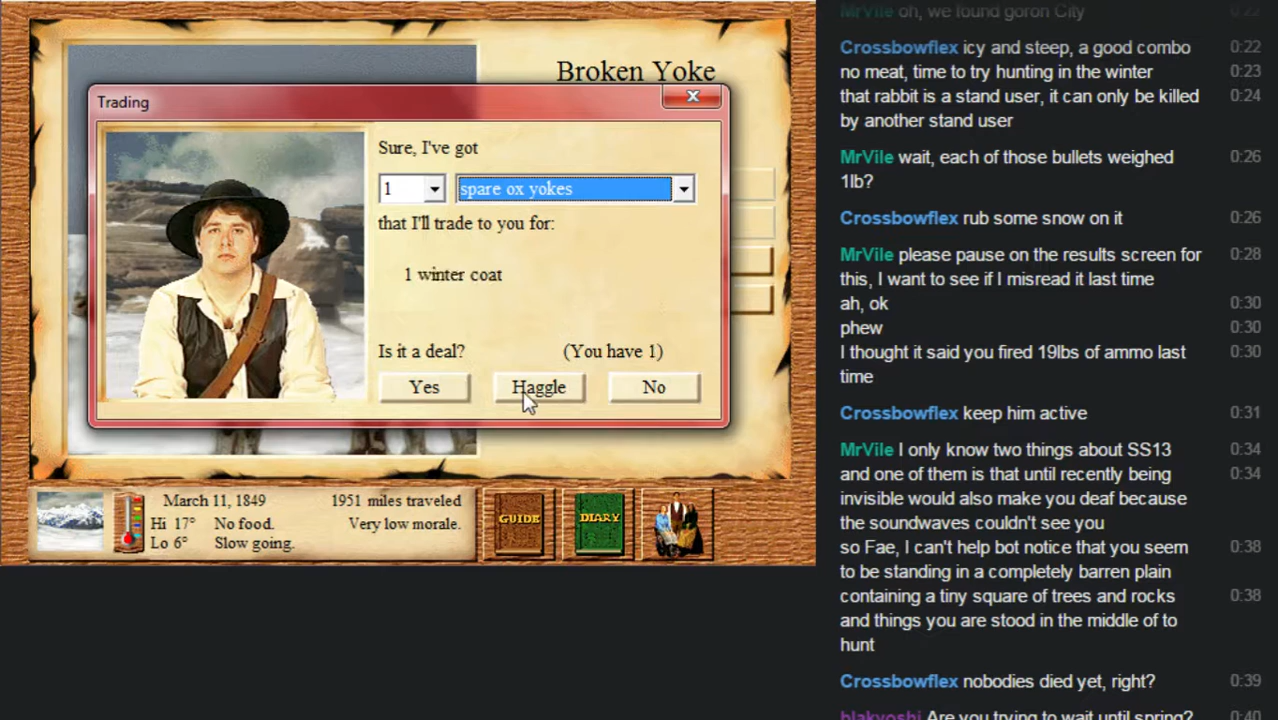 Broken Yoke
Trading
Sure, I've got
1 spare ox yokes
that I'll trade to you for:
1 winter coat
Is it a deal? (You have 1)
Yes Haggle No
March 11, 1849 1951 miles traveled
Hi 17° No food. Very low morale.
Lo 6° Slow going.
GUIDE DIARY
MrVile oh, we found goron City 0:22
Crossbowflex icy and steep, a good combo 0:22
no meat, time to try hunting in the winter 0:23
that rabbit is a stand user, it can only be killed 0:24
by another stand user
MrVile wait, each of those bullets weighed 0:26
1lb?
Crossbowflex rub some snow on it 0:26
MrVile please pause on the results screen for 0:28
this, I want to see if I misread it last time
ah, ok 0:30
phew 0:30
I thought it said you fired 19lbs of ammo last 0:30
time
Crossbowflex keep him active 0:31
MrVile I only know two things about SS13 0:34
and one of them is that until recently being 0:34
invisible would also make you deaf because
the soundwaves couldn't see you
so Fae, I can't help bot notice that you seem 0:38
to be standing in a completely barren plain
containing a tiny square of trees and rocks 0:38
and things you are stood in the middle of to
hunt
Crossbowflex nobodies died yet, right? 0:39
blakyoshi Are you trying to wait until spring? 0:40